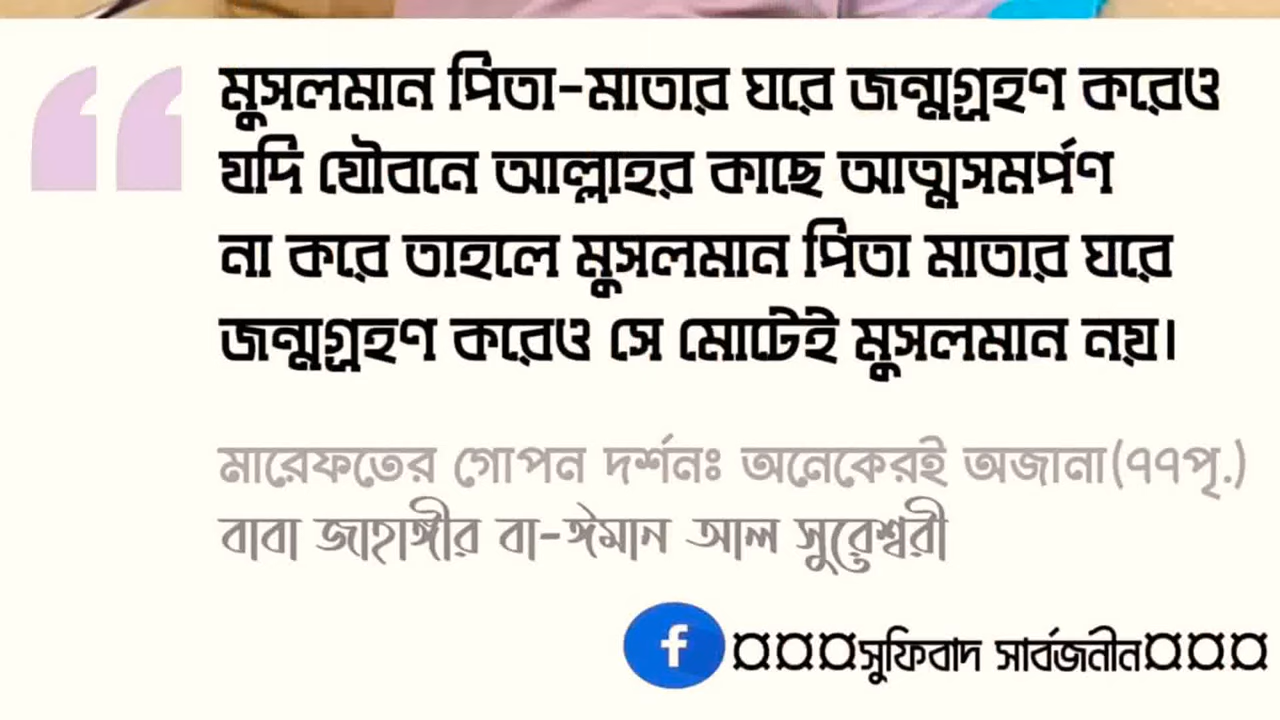 মুসলমান পিতা-মাতার ঘরে জন্মগ্রহণ করেও
যদি যৌবনে আল্লাহর কাছে আত্মসমর্পণ
না করে তাহলে মুসলমান পিতা মাতার ঘরে
জন্মগ্রহণ করেও সে মোটেই মুসলমান নয়।
মারেফতের গোপন দর্শনঃ অনেকেরই অজানা(৭৭পৃ.)
বাবা জাহাঙ্গীর বা-ঈমান আল সুরেশ্বরী
f ¤¤¤সুফিবাদ সার্বজনীন¤¤¤